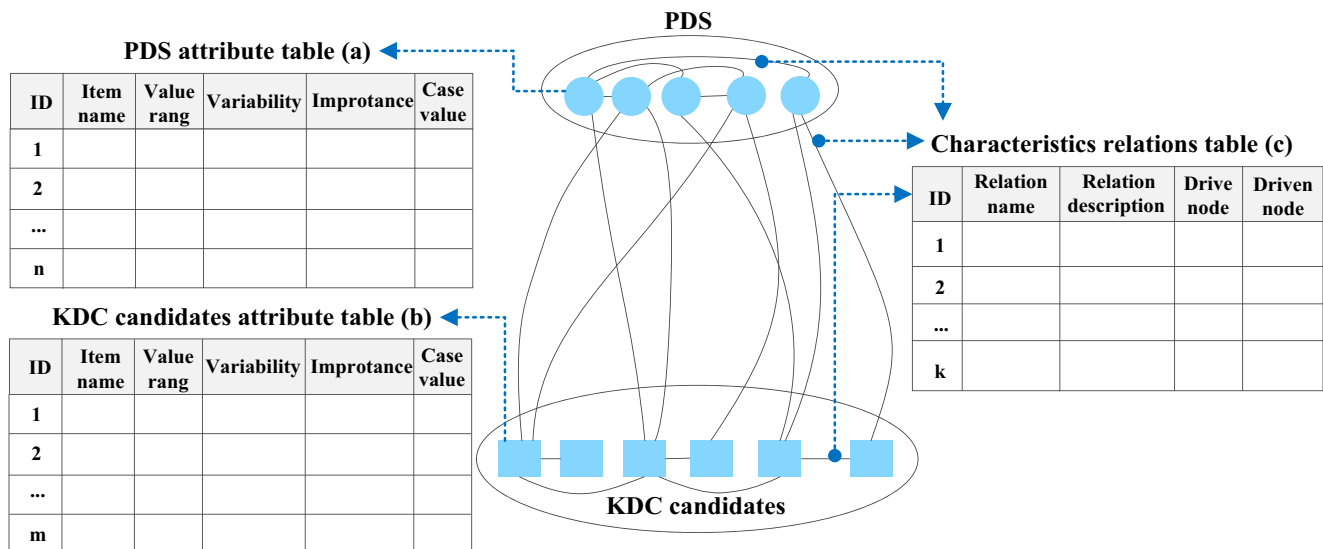 PDS
PDS attribute table (a)
ID Item name Value rang Variability Improtance Case value
1
2
...
n
Characteristics relations table (c)
ID Relation name Relation description Drive node Driven node
1
2
...
k
KDC candidates attribute table (b)
ID Item name Value rang Variability Improtance Case value
1
2
...
m
KDC candidates